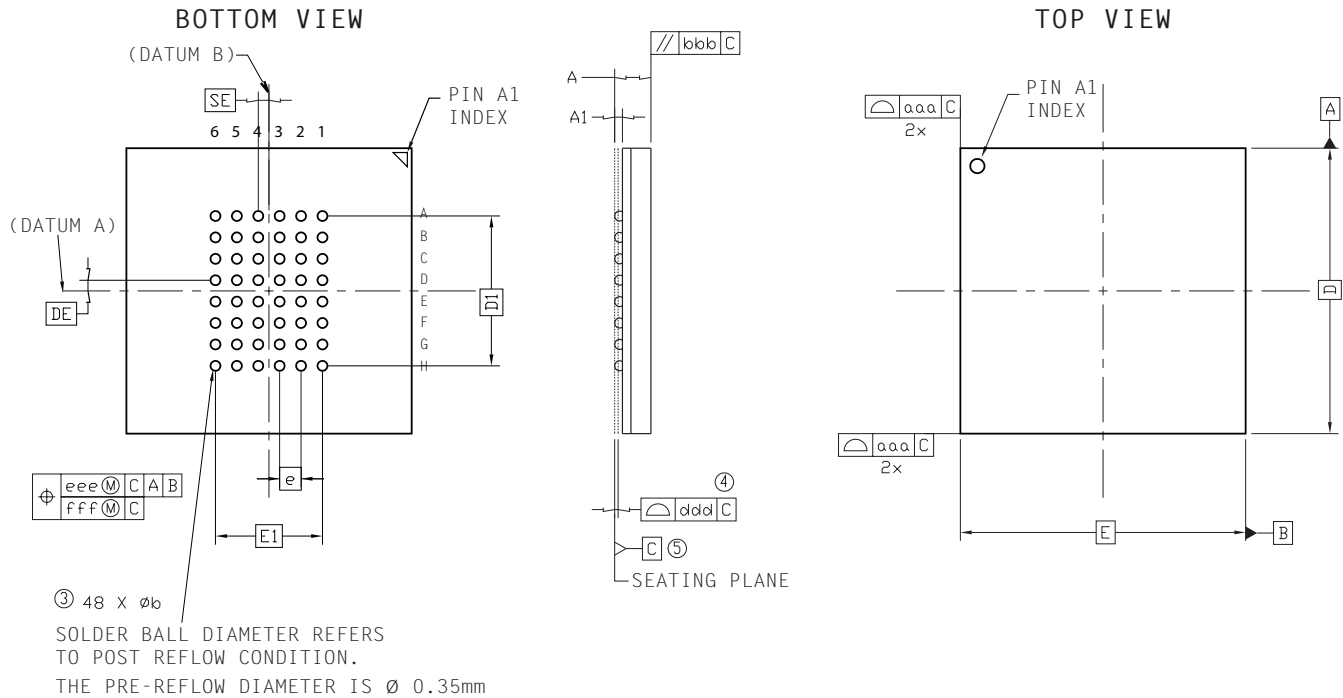 BOTTOM VIEW
(DATUM B)
SE
PIN A1
INDEX
6 5 4 3 2 1
(DATUM A)
A
B
C
D
E
F
G
H
DE
D1
e
⌖ eee Ⓜ C A B
fff Ⓜ C
E1
③ 48 X Øb
SOLDER BALL DIAMETER REFERS
TO POST REFLOW CONDITION.
THE PRE-REFLOW DIAMETER IS Ø 0.35mm
// bbb C
A
A1
④
⌓ ddd C
C ⑤
SEATING PLANE
TOP VIEW
⌓ aaa C
2x
PIN A1
INDEX
A
D
⌓ aaa C
2x
E
B